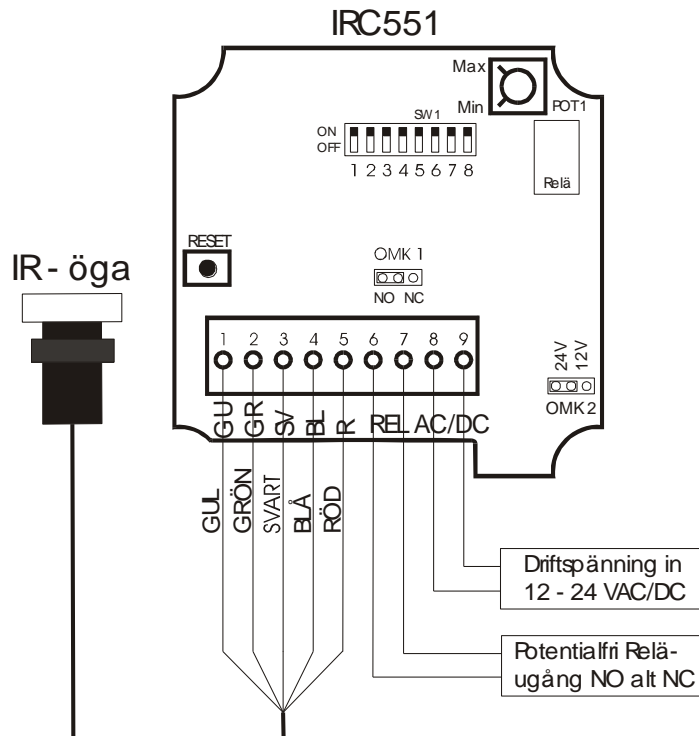 IRC551
Max
Min
POT1
SW1
ON
OFF
1 2 3 4 5 6 7 8
Relä
RESET
OMK 1
NO NC
IR - öga
1 2 3 4 5 6 7 8 9
24V
12V
OMK 2
GU GR SV BL R REL AC/DC
GUL
GRÖN
SVART
BLÅ
RÖD
Driftspänning in
12 - 24 VAC/DC
Potentialfri Relä-
ugång NO alt NC